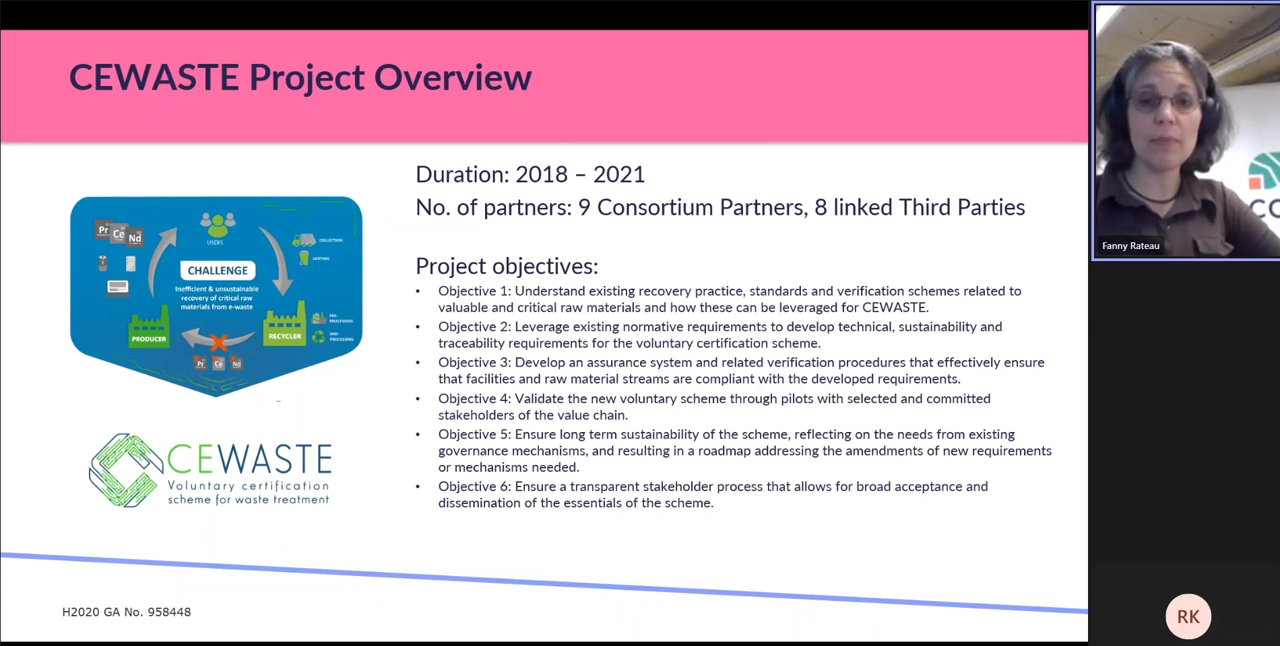 CEWASTE Project Overview
Duration: 2018 – 2021
No. of partners: 9 Consortium Partners, 8 linked Third Parties
Project objectives:
• Objective 1: Understand existing recovery practice, standards and verification schemes related to
valuable and critical raw materials and how these can be leveraged for CEWASTE.
• Objective 2: Leverage existing normative requirements to develop technical, sustainability and
traceability requirements for the voluntary certification scheme.
• Objective 3: Develop an assurance system and related verification procedures that effectively ensure
that facilities and raw material streams are compliant with the developed requirements.
• Objective 4: Validate the new voluntary scheme through pilots with selected and committed
stakeholders of the value chain.
• Objective 5: Ensure long term sustainability of the scheme, reflecting on the needs from existing
governance mechanisms, and resulting in a roadmap addressing the amendments of new requirements
or mechanisms needed.
• Objective 6: Ensure a transparent stakeholder process that allows for broad acceptance and
dissemination of the essentials of the scheme.
Pr
Ce
Nd
USERS
COLLECTION
SORTING
CHALLENGE
Inefficient & unsustainable
recovery of critical raw
materials from e-waste
PRODUCER
RECYCLER
PRE-
PROCESSING
END-
PROCESSING
Pr
Ce
Nd
CEWASTE
Voluntary certification
scheme for waste treatment
H2020 GA No. 958448
Fanny Rateau
RK